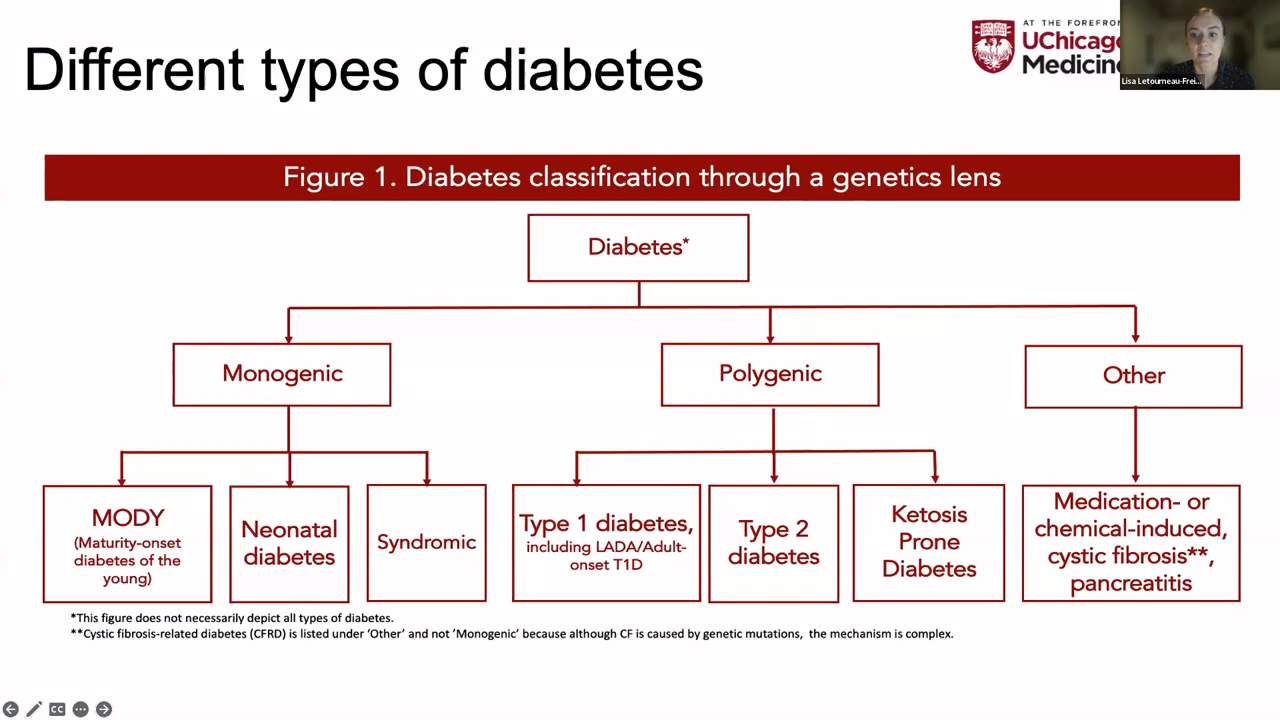 Different types of diabetes
AT THE FOREFRON
UChicago
Medicine
Lisa Letourneau-Frei...
Figure 1. Diabetes classification through a genetics lens
Diabetes*
Monogenic
Polygenic
Other
MODY
(Maturity-onset
diabetes of the
young)
Neonatal
diabetes
Syndromic
Type 1 diabetes,
including LADA/Adult-
onset T1D
Type 2
diabetes
Ketosis
Prone
Diabetes
Medication- or
chemical-induced,
cystic fibrosis**,
pancreatitis
*This figure does not necessarily depict all types of diabetes.
**Cystic fibrosis-related diabetes (CFRD) is listed under ‘Other’ and not ’Monogenic’ because although CF is caused by genetic mutations, the mechanism is complex.
CC